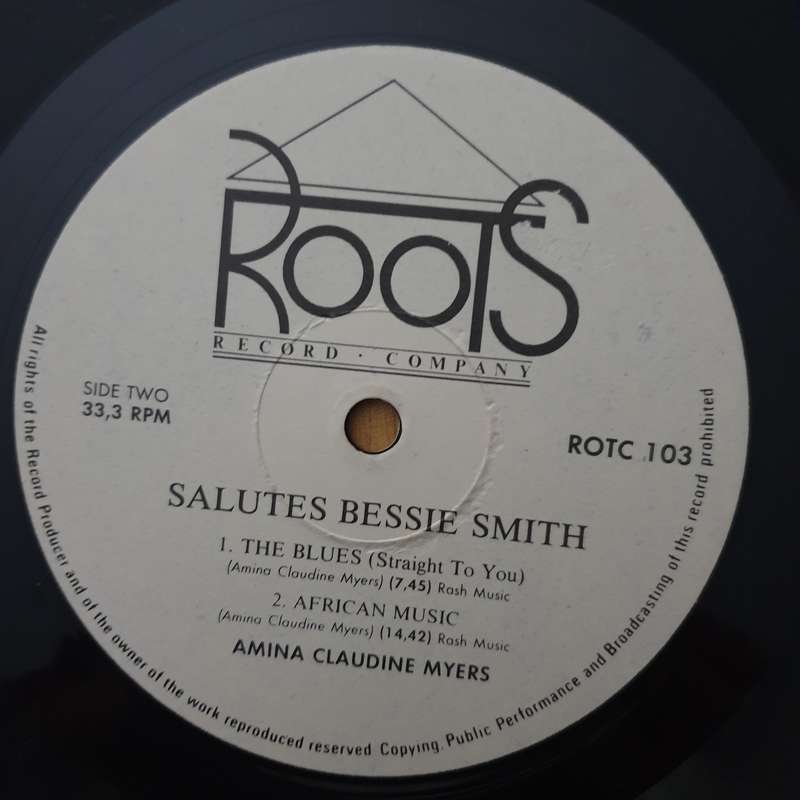 ROOTS
RECORD · COMPANY
SIDE TWO
33,3 RPM
ROTC 103
SALUTES BESSIE SMITH
1. THE BLUES (Straight To You)
(Amina Claudine Myers) (7,45) Rash Music
2. AFRICAN MUSIC
(Amina Claudine Myers) (14,42) Rash Music
AMINA CLAUDINE MYERS
All rights of the Record Producer and of the owner of the work reproduced reserved. Copying, Public Performance and Broadcasting of this record prohibited